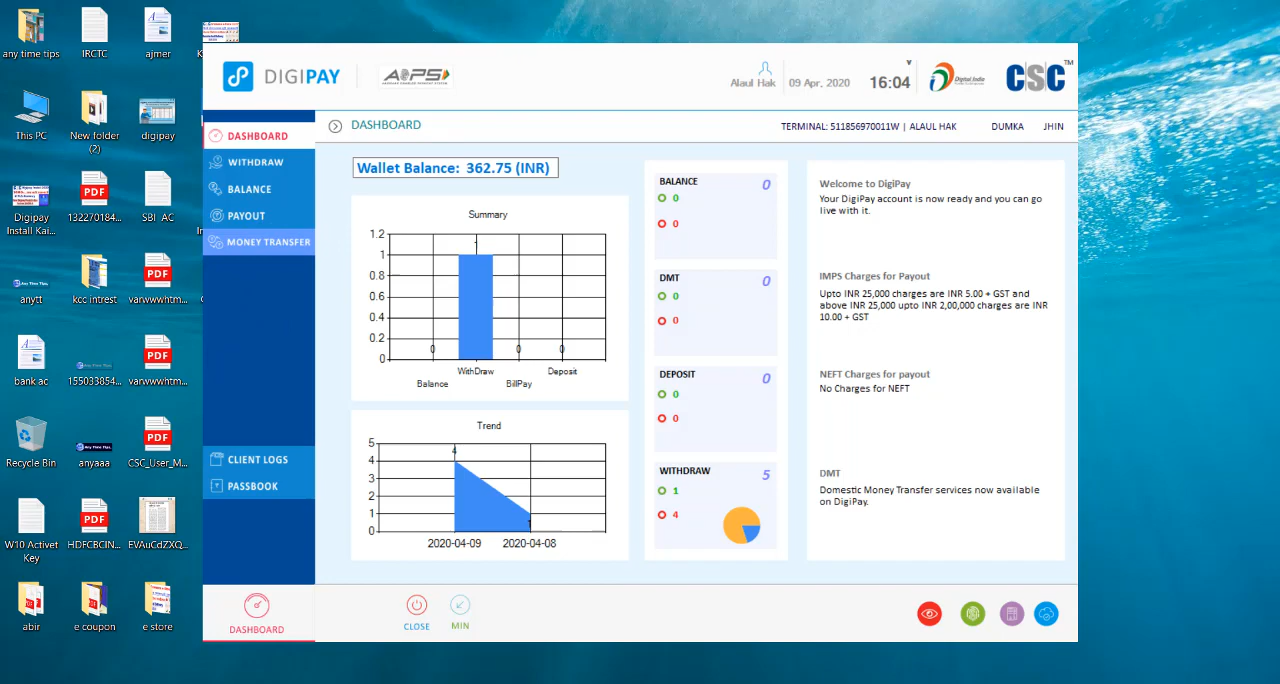 any time tips
IRCTC
ajmer
This PC
New folder (2)
digipay
Digipay Install Kai...
132270184...
SBI_AC
anytt
kcc intrest
varwwwhtm...
bank ac
155033854...
varwwwhtm...
Recycle Bin
anyaaa
CSC_User_M...
W10 Activet Key
HDFCBCIN...
EVAuCdZXQ...
abir
e coupon
e store
PDF
PDF
PDF
PDF
PDF
DIGIPAY
AePS
Alaul Hak
09 Apr, 2020
16:04
Digital India
CSC™
DASHBOARD
WITHDRAW
BALANCE
PAYOUT
MONEY TRANSFER
CLIENT LOGS
PASSBOOK
DASHBOARD
DASHBOARD
TERMINAL: 511856970011W | ALAUL HAK
DUMKA
JHIN
Wallet Balance: 362.75 (INR)
Summary
1.2
1
0.8
0.6
0.4
0.2
0
0
1
0
0
WithDraw
Deposit
Balance
BillPay
Trend
5
4
3
2
1
0
4
1
2020-04-09
2020-04-08
BALANCE
0
0
0
DMT
0
0
0
DEPOSIT
0
0
0
WITHDRAW
5
1
4
Welcome to DigiPay
Your DigiPay account is now ready and you can go
live with it.
IMPS Charges for Payout
Upto INR 25,000 charges are INR 5.00 + GST and
above INR 25,000 upto INR 2,00,000 charges are INR
10.00 + GST
NEFT Charges for payout
No Charges for NEFT
DMT
Domestic Money Transfer services now available
on DigiPay.
CLOSE
MIN